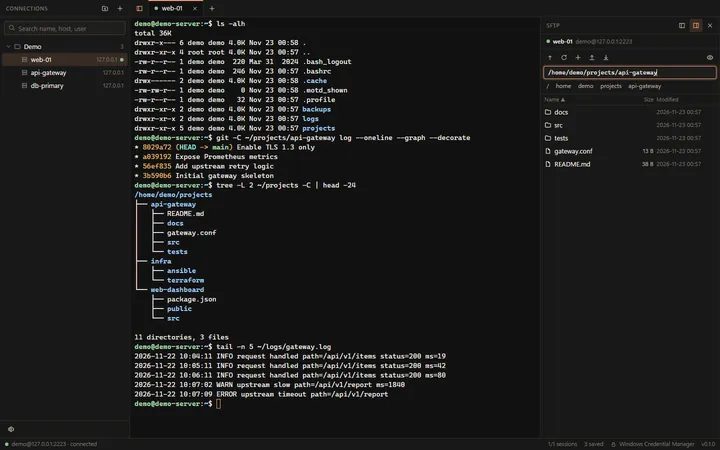 CONNECTIONS
Search name, host, user
Demo 3
web-01 127.0.0.1
api-gateway 127.0.0.1
db-primary 127.0.0.1
web-01
demo@demo-server:~$ ls -alh
total 36K
drwxr-x--- 6 demo demo 4.0K Nov 23 00:58 .
drwxr-xr-x 4 root root 4.0K Nov 23 00:57 ..
-rw-r--r-- 1 demo demo  220 Mar 31  2024 .bash_logout
-rw-r--r-- 1 demo demo  246 Nov 23 00:57 .bashrc
drwx------ 2 demo demo 4.0K Nov 23 00:58 .cache
-rw-rw-r-- 1 demo demo    0 Nov 23 00:58 .motd_shown
-rw-r--r-- 1 demo demo   32 Nov 23 00:57 .profile
drwxr-xr-x 2 demo demo 4.0K Nov 23 00:57 backups
drwxr-xr-x 2 demo demo 4.0K Nov 23 00:57 logs
drwxr-xr-x 5 demo demo 4.0K Nov 23 00:57 projects
demo@demo-server:~$ git -C ~/projects/api-gateway log --oneline --graph --decorate
* 8029a72 (HEAD -> main) Enable TLS 1.3 only
* a039192 Expose Prometheus metrics
* 56ef835 Add upstream retry logic
* 3b590b6 Initial gateway skeleton
demo@demo-server:~$ tree -L 2 ~/projects -C | head -24
/home/demo/projects
├── api-gateway
│   ├── README.md
│   ├── docs
│   ├── gateway.conf
│   ├── src
│   └── tests
├── infra
│   ├── ansible
│   └── terraform
└── web-dashboard
    ├── package.json
    ├── public
    └── src
11 directories, 3 files
demo@demo-server:~$ tail -n 5 ~/logs/gateway.log
2026-11-22 10:04:11 INFO request handled path=/api/v1/items status=200 ms=19
2026-11-22 10:05:11 INFO request handled path=/api/v1/items status=200 ms=42
2026-11-22 10:06:11 INFO request handled path=/api/v1/items status=200 ms=80
2026-11-22 10:07:02 WARN upstream slow path=/api/v1/report ms=1840
2026-11-22 10:07:09 ERROR upstream timeout path=/api/v1/report
demo@demo-server:~$
SFTP
web-01 demo@127.0.0.1:2223
/home/demo/projects/api-gateway
/ home demo projects api-gateway
Name Size Modified
docs 2026-11-23 00:57
src 2026-11-23 00:57
tests 2026-11-23 00:57
gateway.conf 13 B 2026-11-23 00:57
README.md 38 B 2026-11-23 00:57
demo@127.0.0.1:2223 · connected
1/1 sessions 3 saved Windows Credential Manager v0.1.0